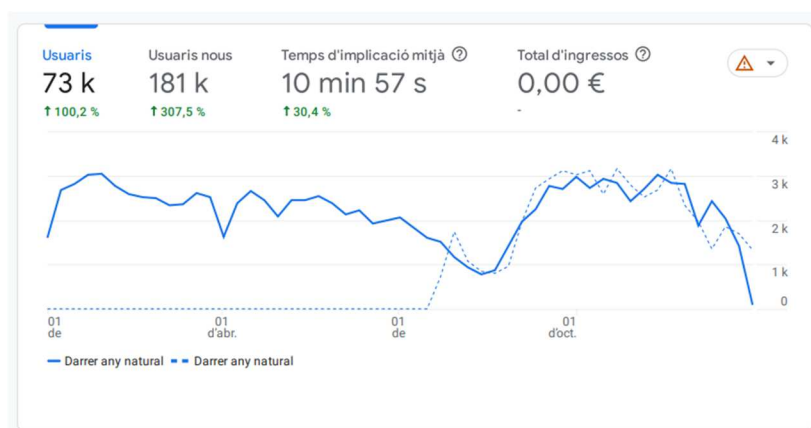 Usuaris Usuaris nous Temps d'implicació mitjà Total d'ingressos
73 k 181 k 10 min 57 s 0,00 €
↑ 100,2 % ↑ 307,5 % ↑ 30,4 % -
4 k
3 k
2 k
1 k
0
01 01 01 01
de d'abr. de d'oct.
Darrer any natural Darrer any natural